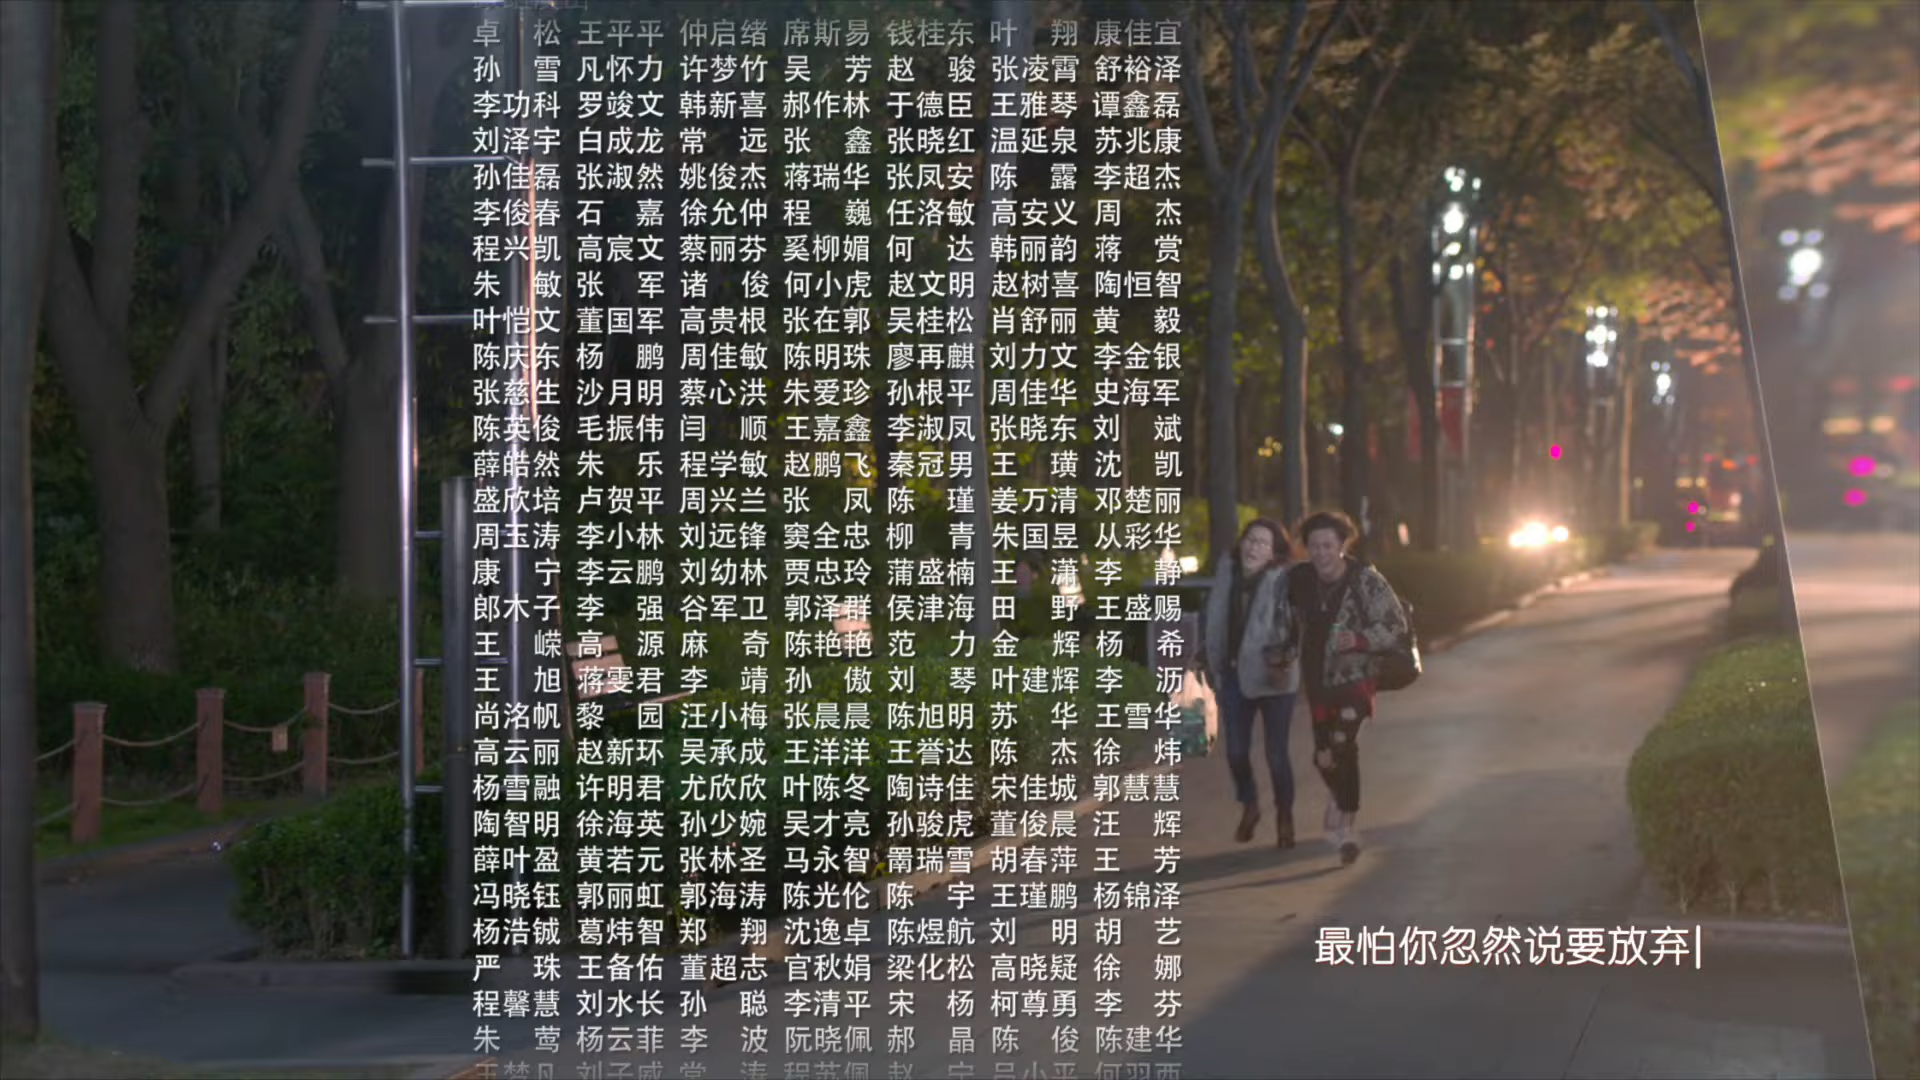 卓　松 王平平 仲启绪 席斯易 钱桂东 叶　翔 康佳宜
孙　雪 凡怀力 许梦竹 吴　芳 赵　骏 张凌霄 舒裕泽
李功科 罗竣文 韩新喜 郝作林 于德臣 王雅琴 谭鑫磊
刘泽宇 白成龙 常　远 张　鑫 张晓红 温延泉 苏兆康
孙佳磊 张淑然 姚俊杰 蒋瑞华 张凤安 陈　露 李超杰
李俊春 石　嘉 徐允仲 程　巍 任洛敏 高安义 周　杰
程兴凯 高宸文 蔡丽芬 奚柳媚 何　达 韩丽韵 蒋　赏
朱　敏 张　军 诸　俊 何小虎 赵文明 赵树喜 陶恒智
叶恺文 董国军 高贵根 张在郭 吴桂松 肖舒丽 黄　毅
陈庆东 杨　鹏 周佳敏 陈明珠 廖再麒 刘力文 李金银
张慈生 沙月明 蔡心洪 朱爱珍 孙根平 周佳华 史海军
陈英俊 毛振伟 闫　顺 王嘉鑫 李淑凤 张晓东 刘　斌
薛皓然 朱　乐 程学敏 赵鹏飞 秦冠男 王　璜 沈　凯
盛欣培 卢贺平 周兴兰 张　凤 陈　瑾 姜万清 邓楚丽
周玉涛 李小林 刘远锋 窦全忠 柳　青 朱国昱 从彩华
康　宁 李云鹏 刘幼林 贾忠玲 蒲盛楠 王　潇 李　静
郎木子 李　强 谷军卫 郭泽群 侯津海 田　野 王盛赐
王　嵘 高　源 麻　奇 陈艳艳 范　力 金　辉 杨　希
王　旭 蒋雯君 李　靖 孙　傲 刘　琴 叶建辉 李　沥
尚洺帆 黎　园 汪小梅 张晨晨 陈旭明 苏　华 王雪华
高云丽 赵新环 吴承成 王洋洋 王誉达 陈　杰 徐　炜
杨雪融 许明君 尤欣欣 叶陈冬 陶诗佳 宋佳城 郭慧慧
陶智明 徐海英 孙少婉 吴才亮 孙骏虎 董俊晨 汪　辉
薛叶盈 黄若元 张林圣 马永智 瑞雪 胡春萍 王　芳
冯晓钰 郭丽虹 郭海涛 陈光伦 陈　宇 王瑾鹏 杨锦泽
杨浩铖 葛炜智 郑　翔 沈逸卓 陈煜航 刘　明 胡　艺
严　珠 王备佑 董超志 官秋娟 梁化松 高晓疑 徐　娜
程馨慧 刘水长 孙　聪 李清平 宋　杨 柯尊勇 李　芬
朱　莺 杨云菲 李　波 阮晓佩 郝　晶 陈　俊 陈建华
最怕你忽然说要放弃